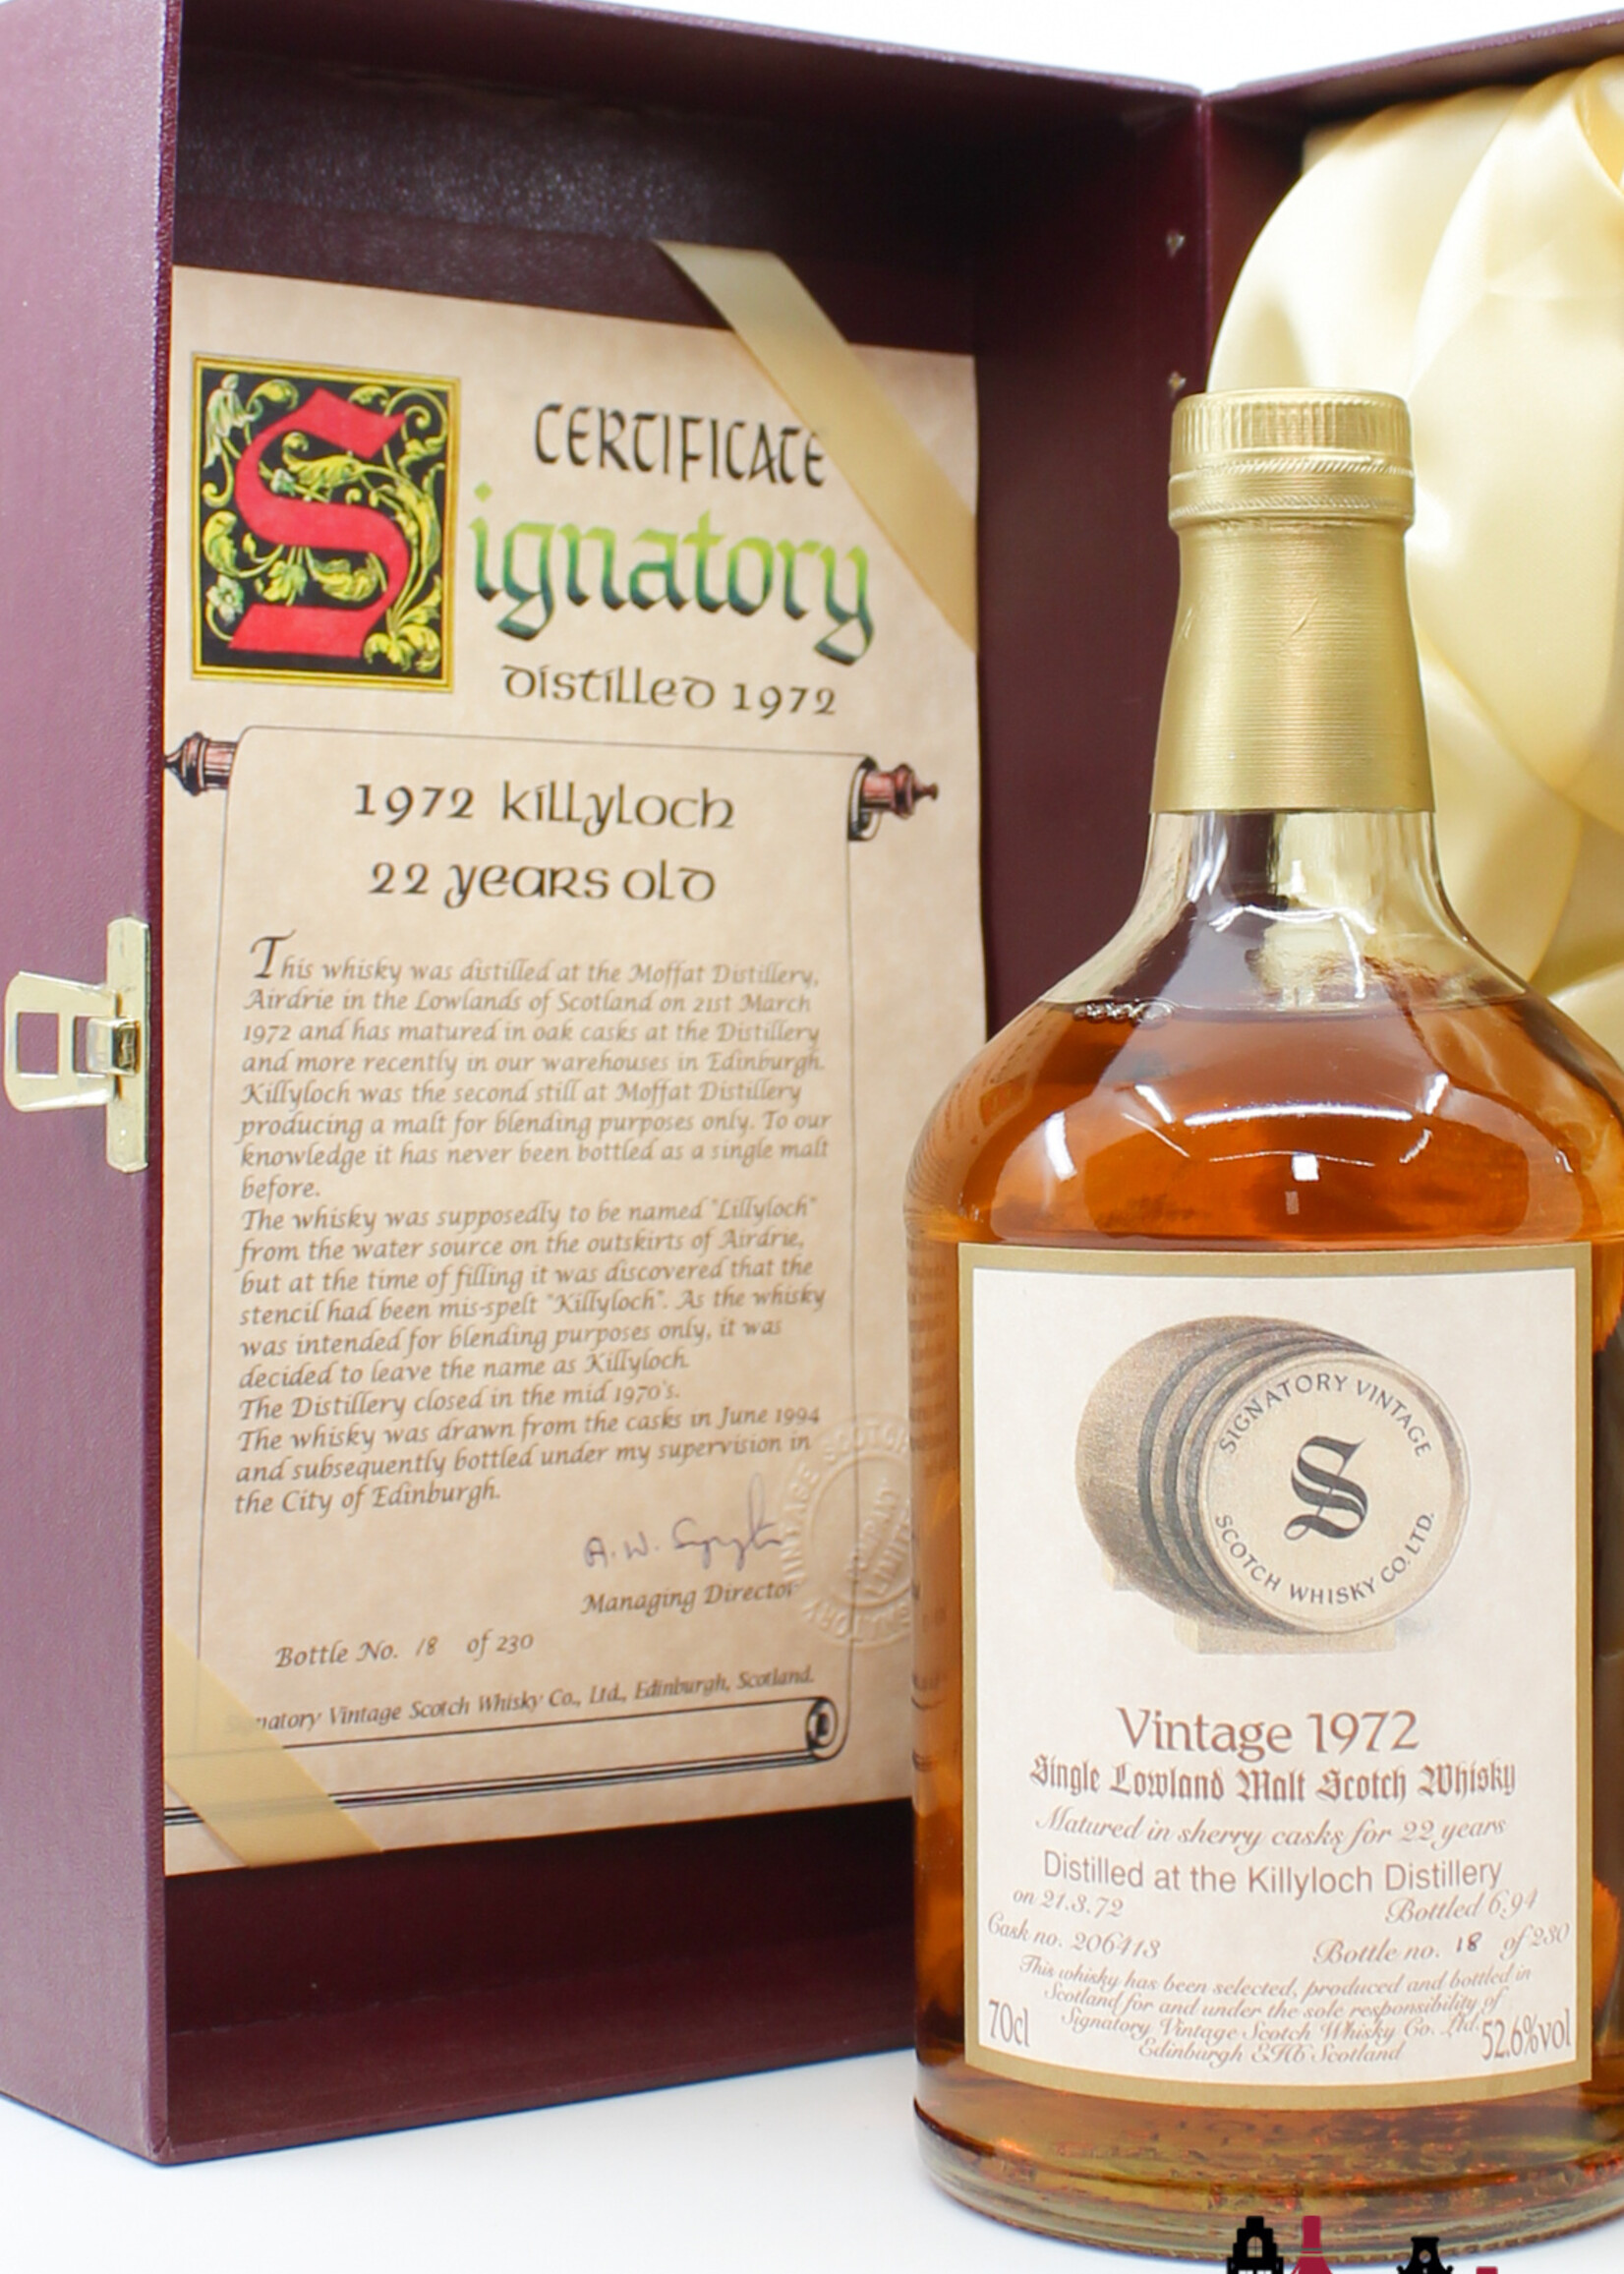 CERTIFICATE
Signatory
Distilled 1972
1972 Killyloch
22 years old
This whisky was distilled at the Moffat Distillery,
Airdrie in the Lowlands of Scotland on 21st March
1972 and has matured in oak casks at the Distillery
and more recently in our warehouses in Edinburgh.
Killyloch was the second still at Moffat Distillery
producing a malt for blending purposes only. To our
knowledge it has never been bottled as a single malt
before.
The whisky was supposedly to be named "Lillyloch"
from the water source on the outskirts of Airdrie,
but at the time of filling it was discovered that the
stencil had been mis-spelt "Killyloch". As the whisky
was intended for blending purposes only, it was
decided to leave the name as Killyloch.
The Distillery closed in the mid 1970's.
The whisky was drawn from the casks in June 1994
and subsequently bottled under my supervision in
the City of Edinburgh.
A.W.
Managing Director
Bottle No. 18 of 230
Signatory Vintage Scotch Whisky Co., Ltd., Edinburgh, Scotland.
VINTAGE SCOTCH
COMPANY
LIMITED
SIGNATORY VINTAGE
S
SCOTCH WHISKY CO. LTD.
Vintage 1972
Single Lowland Malt Scotch Whisky
Matured in sherry casks for 22 years
Distilled at the Killyloch Distillery
on 21.3.72 Bottled 6.94
Cask no. 206413 Bottle no. 18 of 230
This whisky has been selected, produced and bottled in
Scotland for and under the sole responsibility of
Signatory Vintage Scotch Whisky Co. Ltd.
Edinburgh EH6 Scotland
70cl 52.6%vol